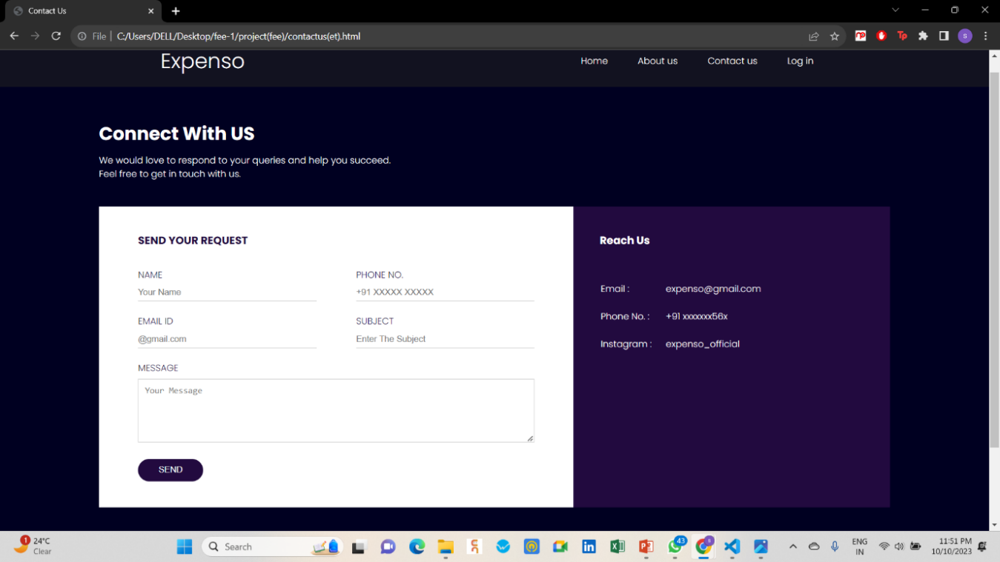 Contact Us
File | C:/Users/DELL/Desktop/fee-1/project(fee)/contactus(et).html
Tp
S
Expenso
Home About us Contact us Log in
Connect With US
We would love to respond to your queries and help you succeed.
Feel free to get in touch with us.
SEND YOUR REQUEST
NAME PHONE NO.
Your Name +91 XXXXX XXXXX
EMAIL ID SUBJECT
@gmail.com Enter The Subject
MESSAGE
Your Message
SEND
Reach Us
Email : expenso@gmail.com
Phone No. : +91 xxxxxxx56x
Instagram : expenso_official
1
24°C
Clear
Search
43
ENG
IN
11:51 PM
10/10/2023